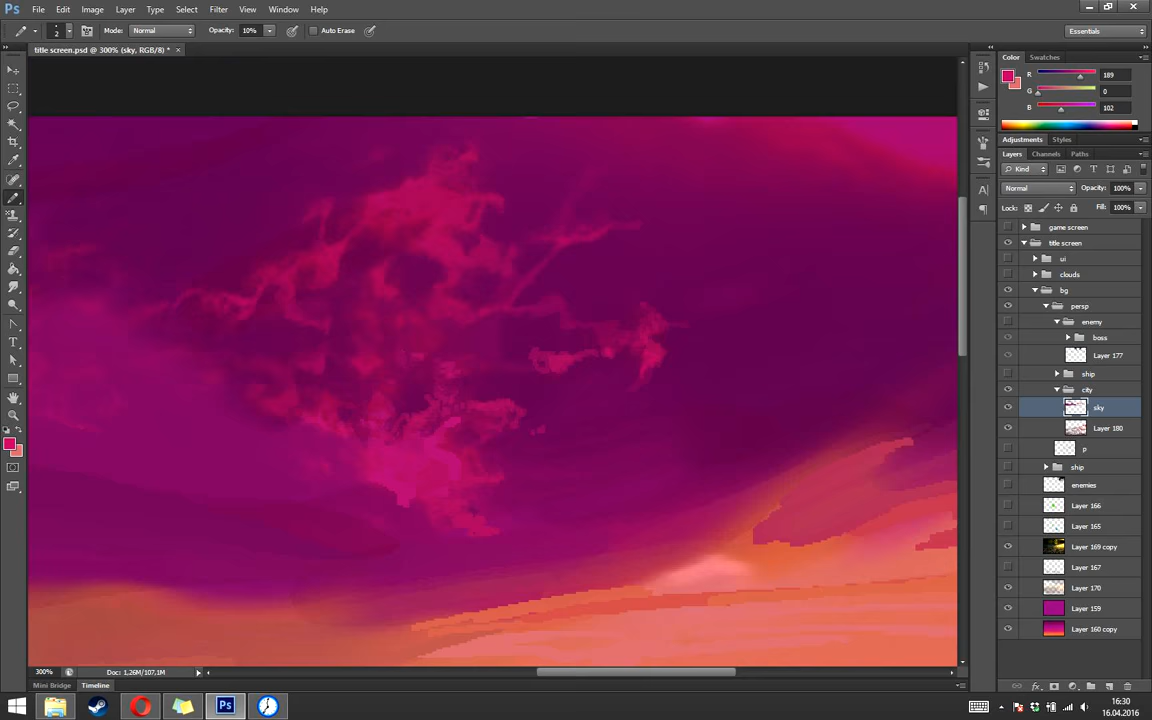 Ps File Edit Image Layer Type Select Filter View Window Help
2 Mode: Normal Opacity: 10% Auto Erase Essentials
title screen.psd @ 300% (sky, RGB/8) * ×
Color Swatches
R 189
G 0
B 102
Adjustments Styles
Layers Channels Paths
Kind
Normal Opacity: 100%
Lock: Fill: 100%
game screen
title screen
ui
clouds
bg
persp
enemy
boss
Layer 177
ship
city
sky
Layer 180
p
ship
enemies
Layer 166
Layer 165
Layer 169 copy
Layer 167
Layer 170
Layer 159
Layer 160 copy
300% Doc: 1,26M/107,1M
Mini Bridge Timeline
Ps
16:30
16.04.2016